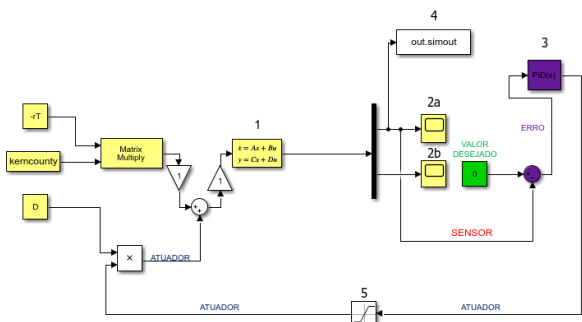 4
out.simout
3
PID(s)
-rT
1
2a
ERRO
Matrix
Multiply
ẋ = Ax + Bu
y = Cx + Du
VALOR
DESEJADO
kerncounty
2b
1
1
0
D
+
+
+
-
SENSOR
×
ATUADOR
5
ATUADOR
ATUADOR